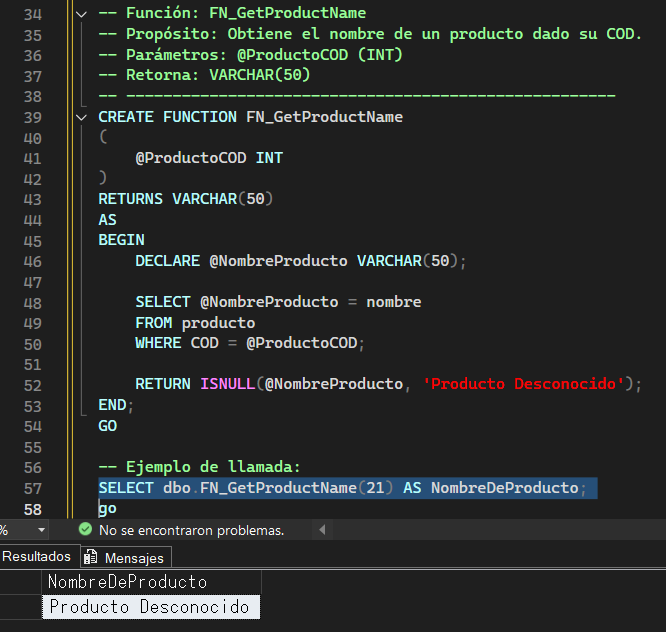 34 -- Función: FN_GetProductName
35 -- Propósito: Obtiene el nombre de un producto dado su COD.
36 -- Parámetros: @ProductoCOD (INT)
37 -- Retorna: VARCHAR(50)
38 -- -----------------------------------------------------
39 CREATE FUNCTION FN_GetProductName
40 (
41 @ProductoCOD INT
42 )
43 RETURNS VARCHAR(50)
44 AS
45 BEGIN
46 DECLARE @NombreProducto VARCHAR(50);
47
48 SELECT @NombreProducto = nombre
49 FROM producto
50 WHERE COD = @ProductoCOD;
51
52 RETURN ISNULL(@NombreProducto, 'Producto Desconocido');
53 END;
54 GO
55
56 -- Ejemplo de llamada:
57 SELECT dbo.FN_GetProductName(21) AS NombreDeProducto;
58 go
% No se encontraron problemas.
Resultados Mensajes
NombreDeProducto
Producto Desconocido